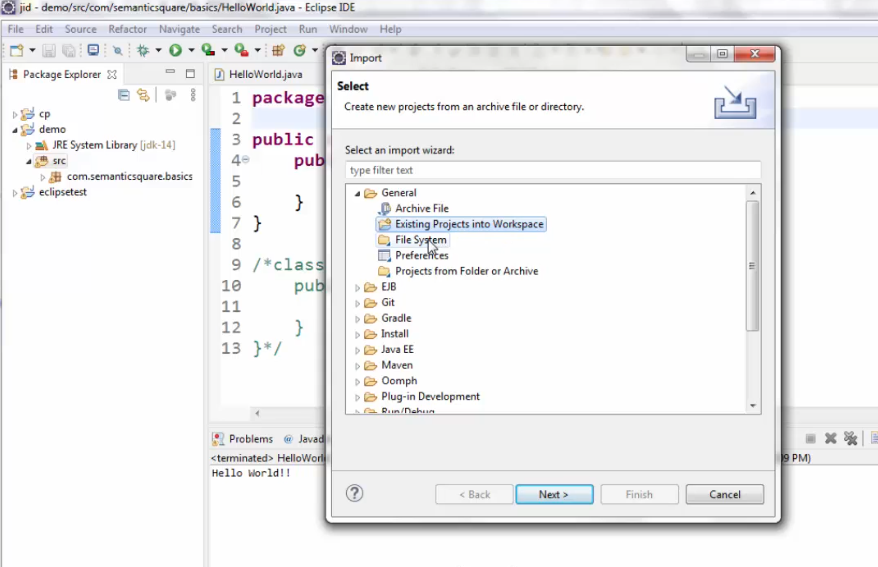 jid - demo/src/com/semanticsquare/basics/HelloWorld.java - Eclipse IDE
File Edit Source Refactor Navigate Search Project Run Window Help
Package Explorer
cp
demo
JRE System Library [jdk-14]
src
com.semanticsquare.basics
eclipsetest
HelloWorld.java
1 package
2
3 public
4 pub
5
6 }
7 }
8
9 /*class
10 pub
11
12 }
13 }*/
Problems @ Javad
<terminated> HelloWorl
09 PM)
Hello World!!
Import
Select
Create new projects from an archive file or directory.
Select an import wizard:
type filter text
General
Archive File
Existing Projects into Workspace
File System
Preferences
Projects from Folder or Archive
EJB
Git
Gradle
Install
Java EE
Maven
Oomph
Plug-in Development
Run/Debug
?
< Back Next > Finish Cancel